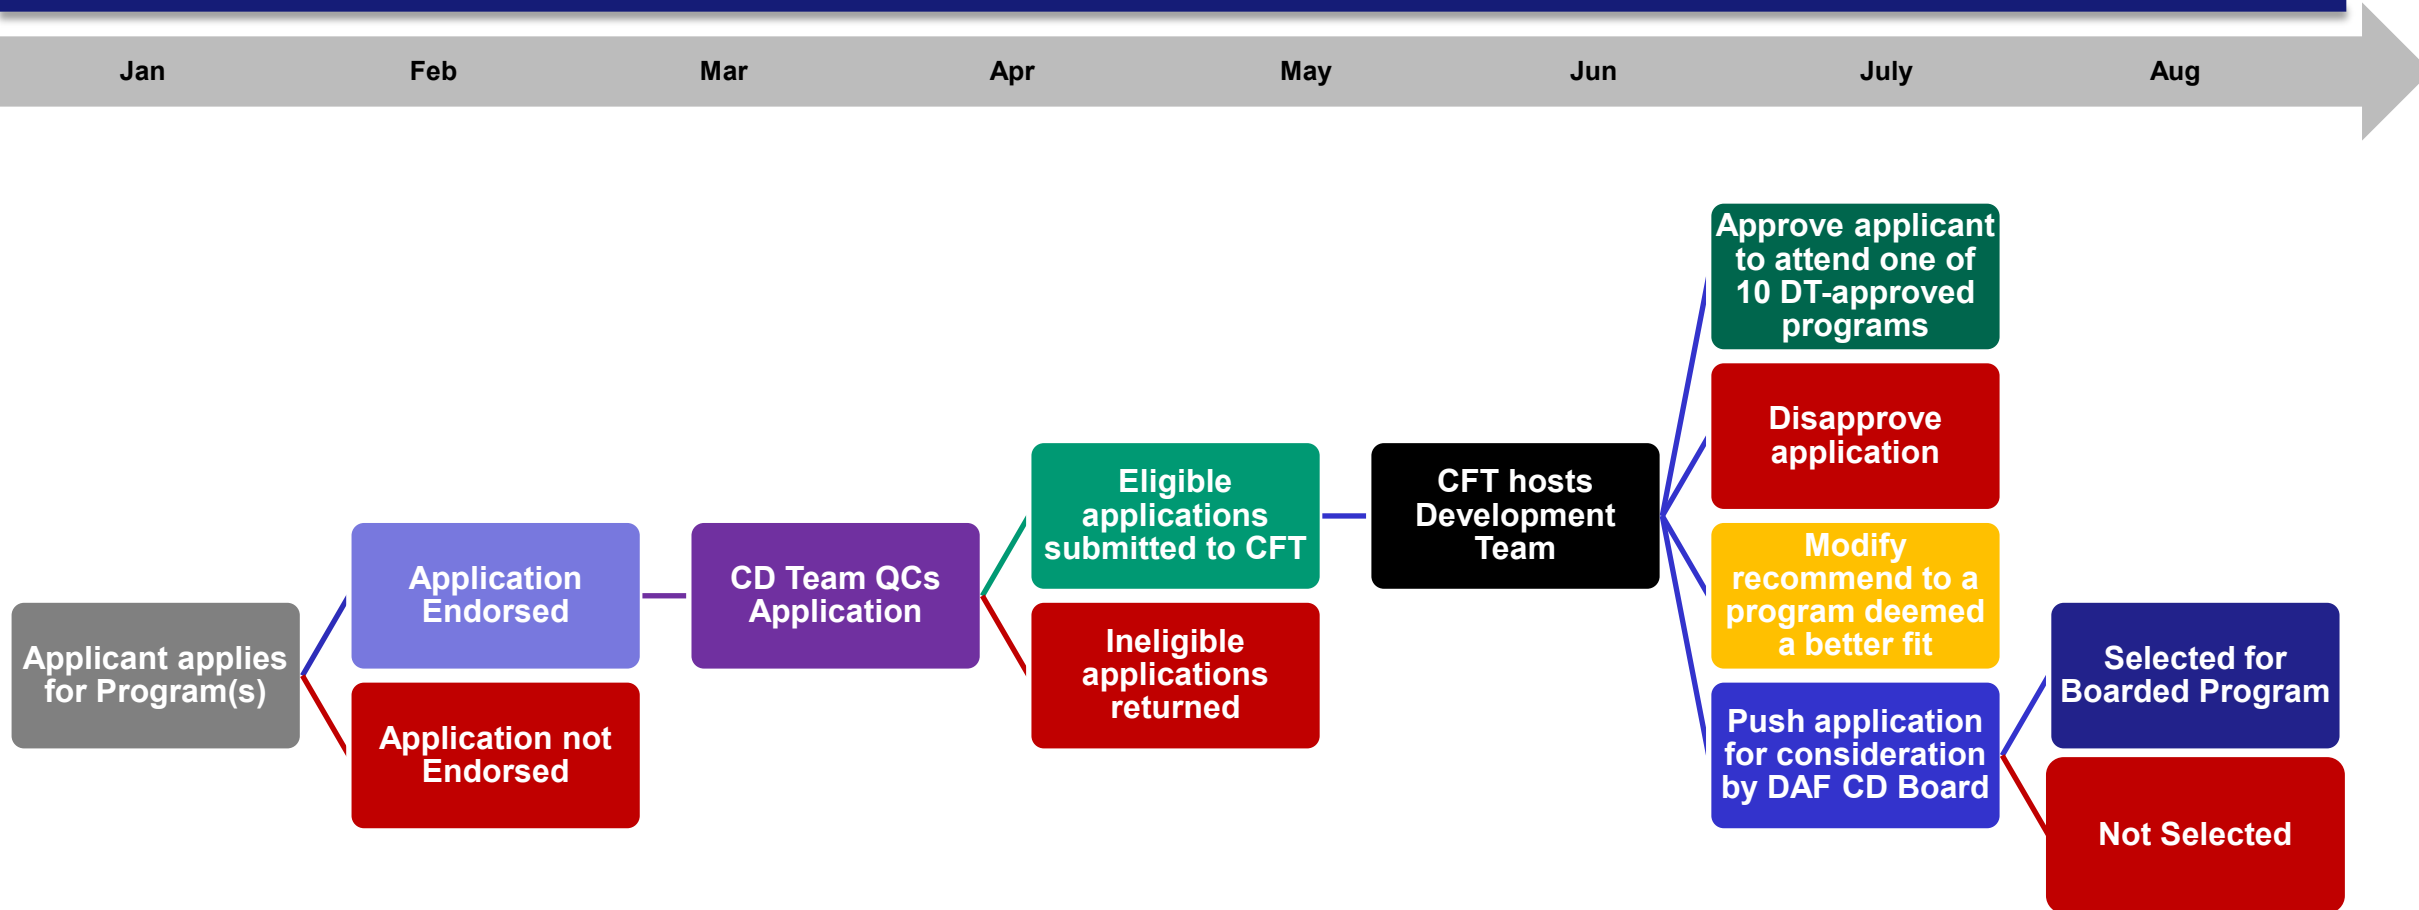 Jan Feb Mar Apr May Jun July Aug
Applicant applies
for Program(s)
Application
Endorsed
Application not
Endorsed
CD Team QCs
Application
Eligible
applications
submitted to CFT
Ineligible
applications
returned
CFT hosts
Development
Team
Approve applicant
to attend one of
10 DT-approved
programs
Disapprove
application
Modify
recommend to a
program deemed
a better fit
Push application
for consideration
by DAF CD Board
Selected for
Boarded Program
Not Selected